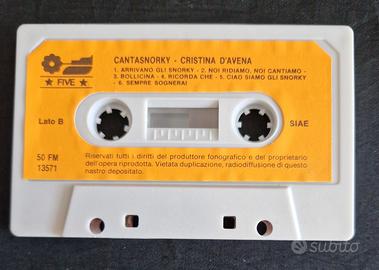 CANTASNORKY - CRISTINA D'AVENA
1. ARRIVANO GLI SNORKY - 2. NOI RIDIAMO, NOI CANTIAMO -
- 3. BOLLICINA - 4. RICORDA CHE - 5. CIAO SIAMO GLI SNORKY
- 6. SEMPRE SOGNERAI
★ FIVE ★
Lato B
SIAE
50 FM
13571
Riservati tutti i diritti del produttore fonografico e del proprietario
dell'opera riprodotta. Vietata duplicazione, radiodiffusione di questo
nastro depositato.
subito